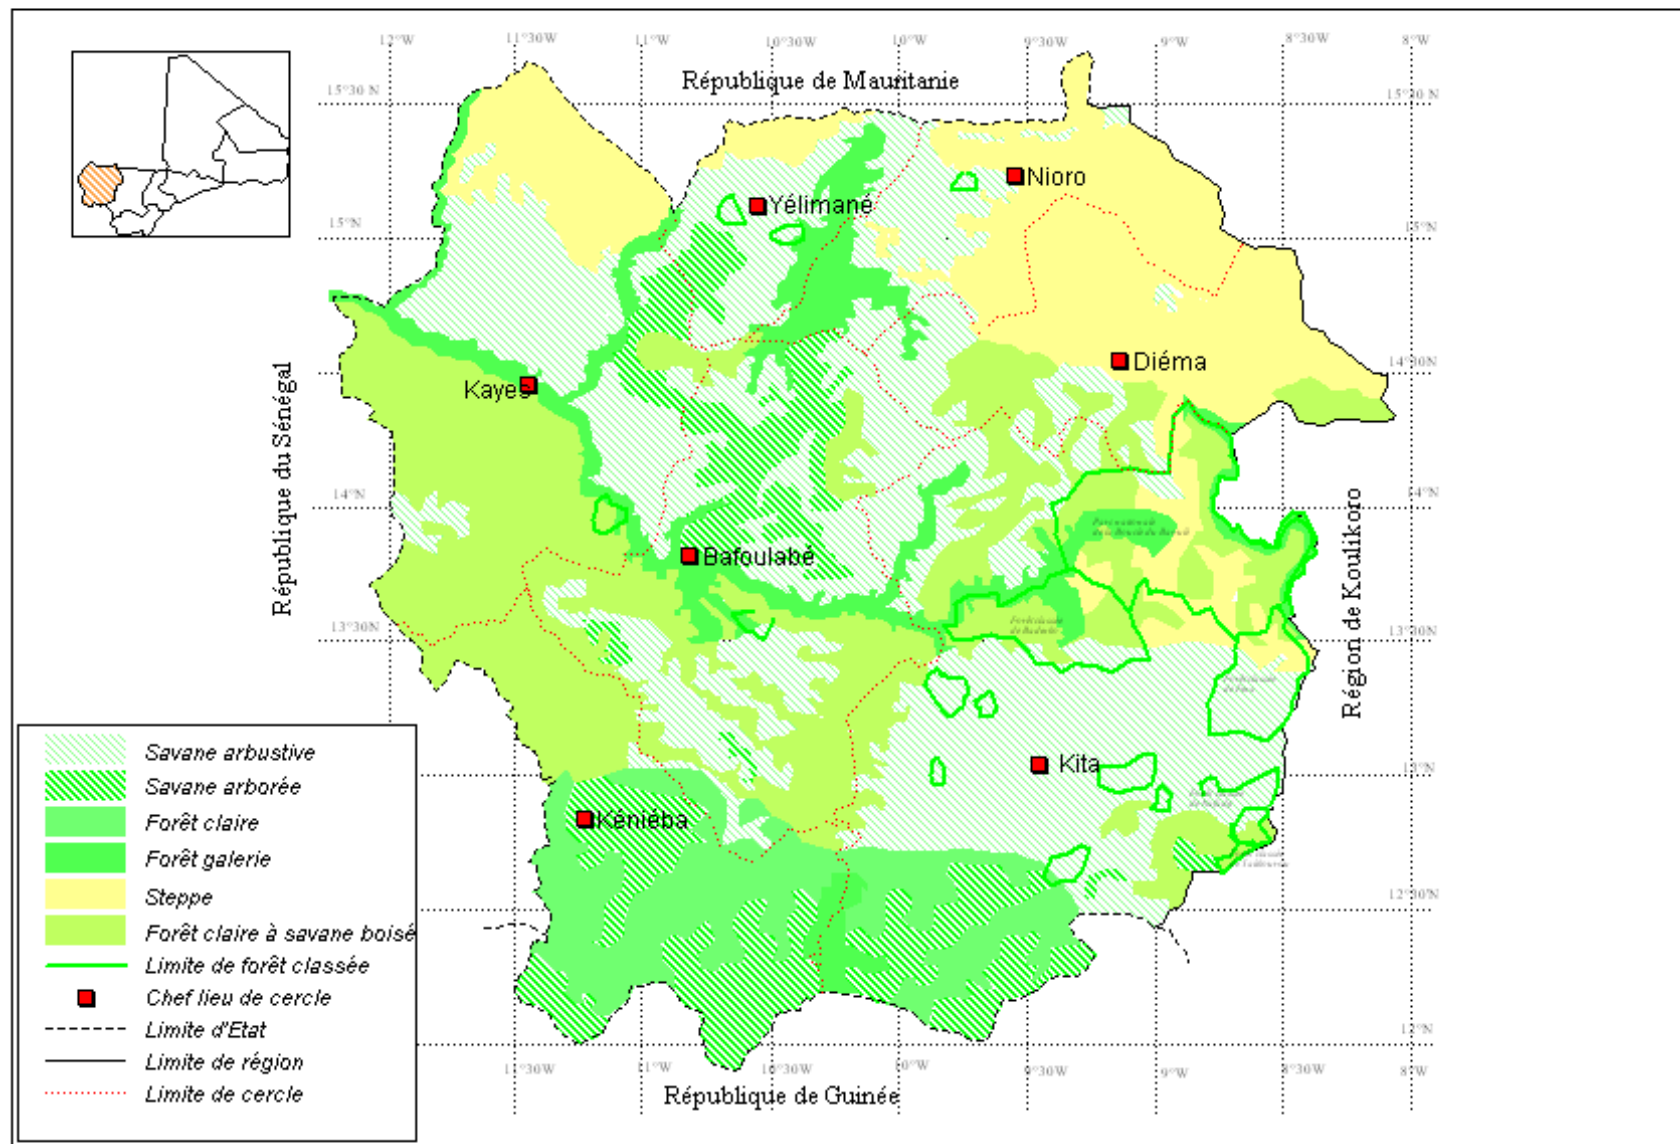 12°W 11°30W 11°W 10°30W 10°W 9°30W 9°W 8°30W 8°W
République de Mauritanie
15°30 N 15°30 N
Nioro
Yélimané
15°N 15°N
14°30N
Diéma
Kayes
République du Sénégal
14°N 14°N
Région de Koulikoro
Bafoulabé
13°30N 13°30N
Kita
13°N
Kéniéba
12°30N
12°N
11°30W 11°W 10°30W 10°W 9°30W 9°W 8°30W 8°W
République de Guinée
Savane arbustive
Savane arborée
Forêt claire
Forêt galerie
Steppe
Forêt claire à savane boisé
Limite de forêt classée
Chef lieu de cercle
Limite d'Etat
Limite de région
Limite de cercle